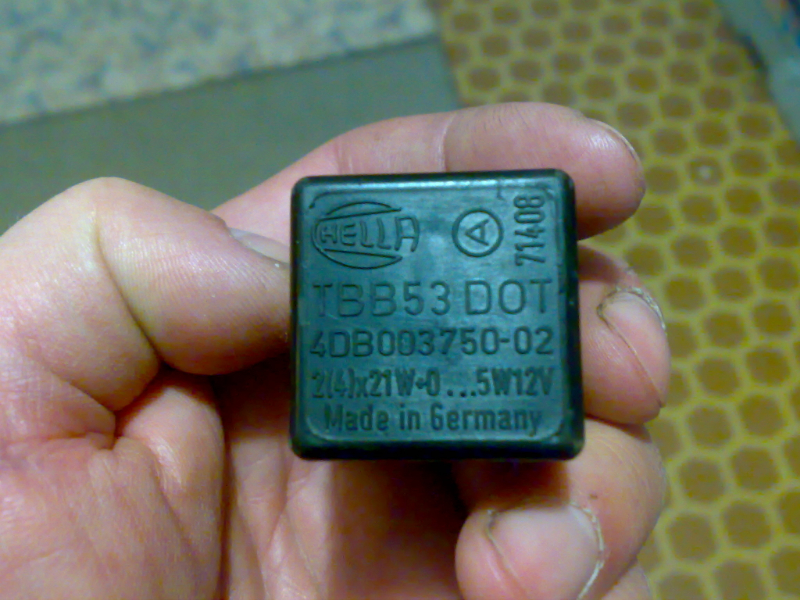 HELLA A 71408
TBB53 DOT
4DB003750-02
2(4)x21W+0...5W12V
Made in Germany